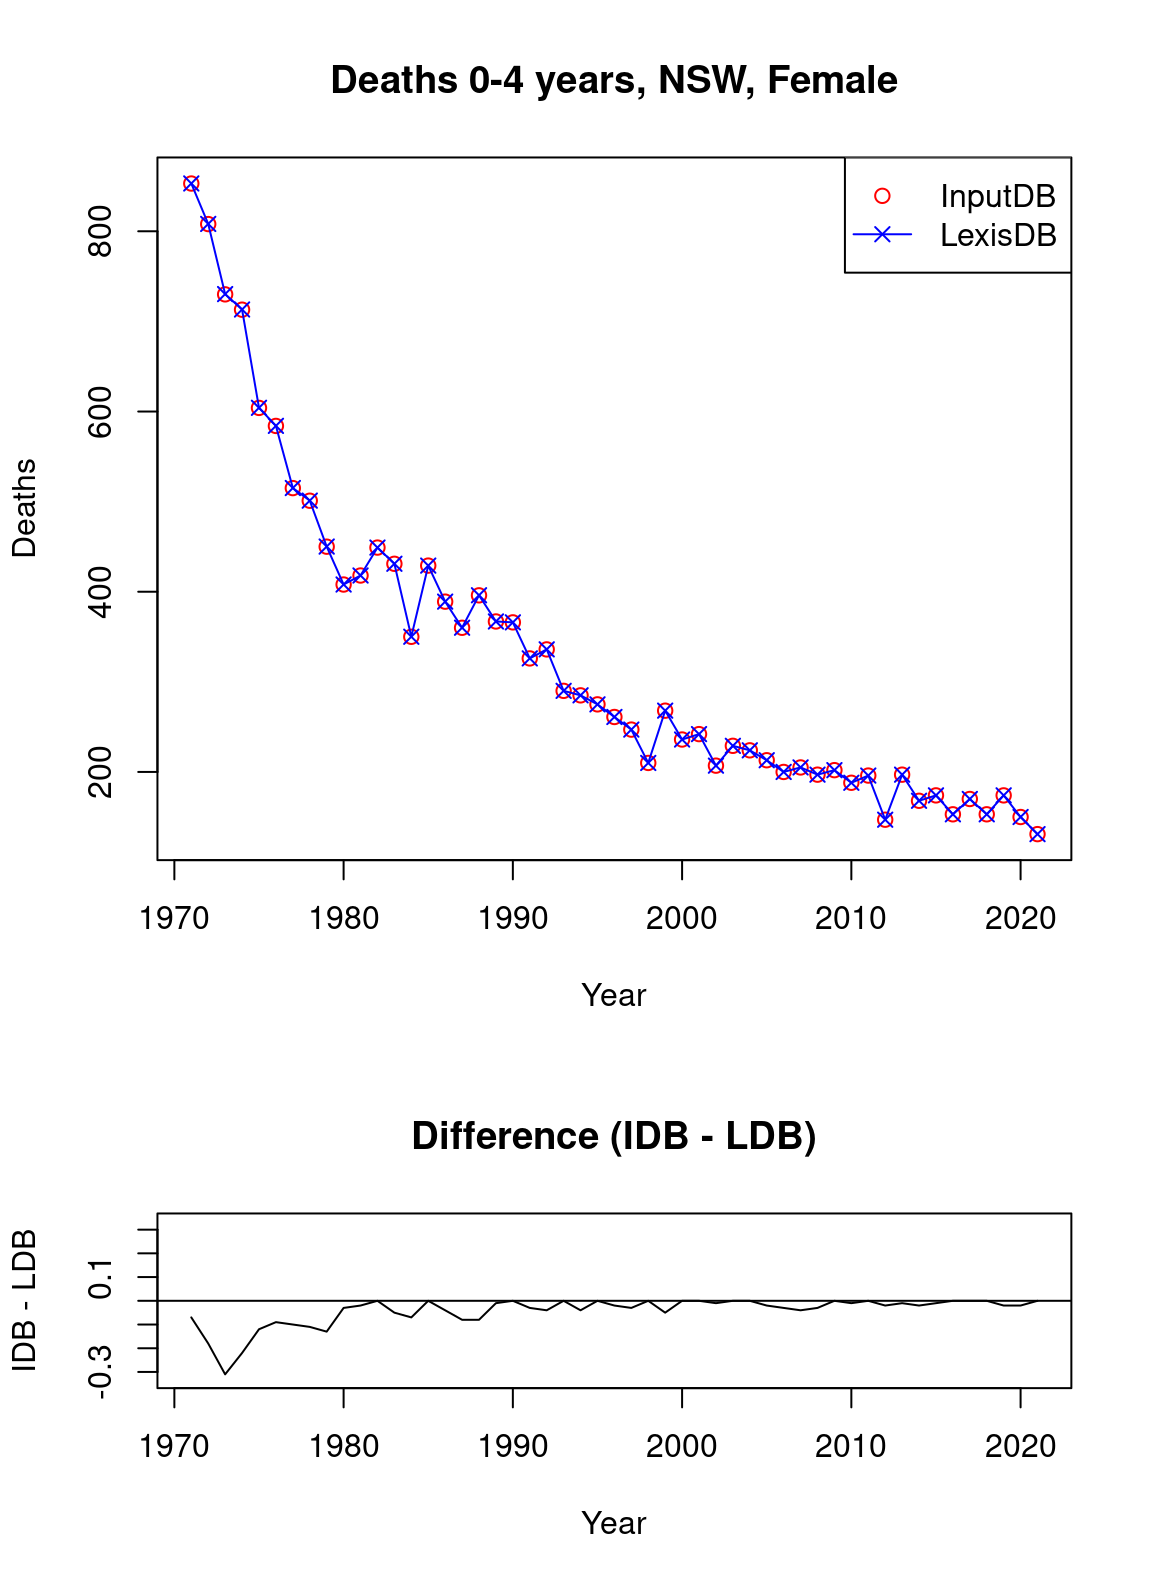 Deaths 0-4 years, NSW, Female
InputDB
LexisDB
Deaths
800
600
400
200
1970 1980 1990 2000 2010 2020
Year
Difference (IDB - LDB)
IDB - LDB
0.1
-0.3
1970 1980 1990 2000 2010 2020
Year